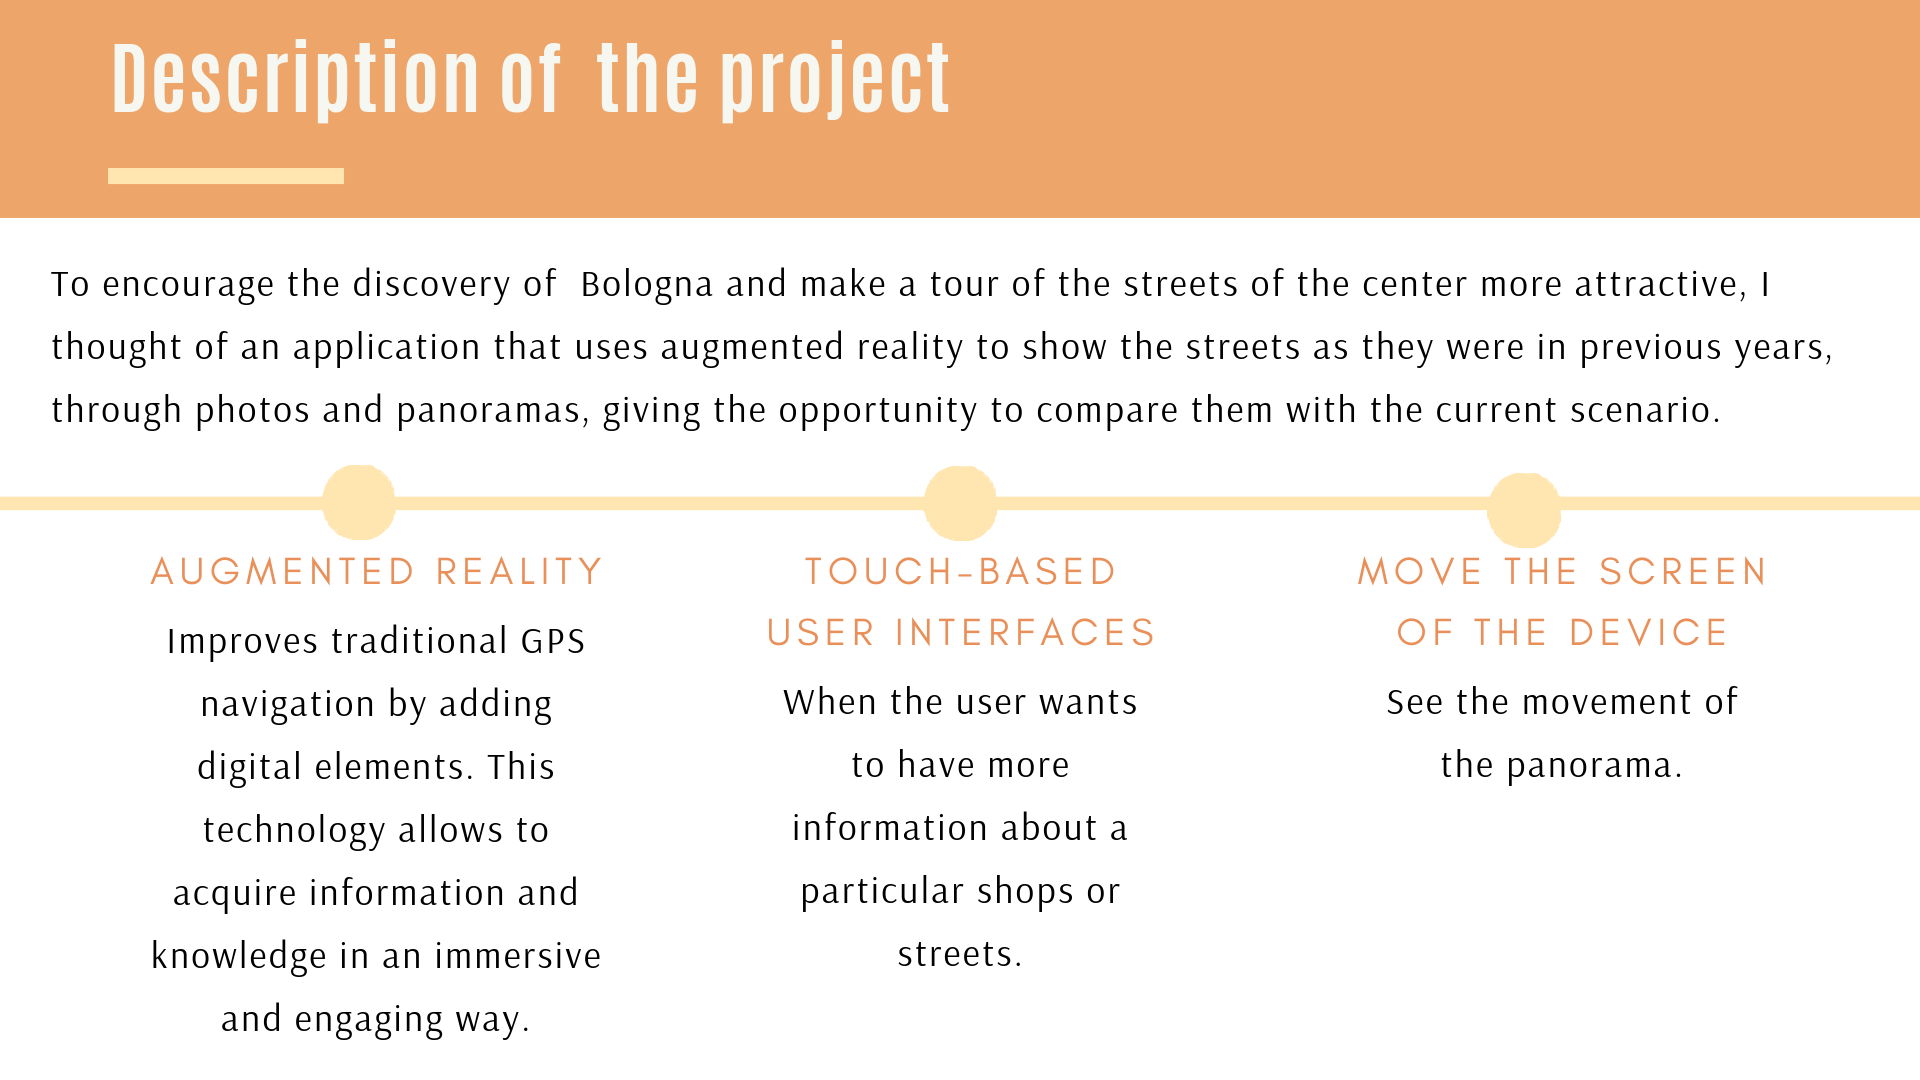 Description of the project
To encourage the discovery of Bologna and make a tour of the streets of the center more attractive, I
thought of an application that uses augmented reality to show the streets as they were in previous years,
through photos and panoramas, giving the opportunity to compare them with the current scenario.
AUGMENTED REALITY
Improves traditional GPS
navigation by adding
digital elements. This
technology allows to
acquire information and
knowledge in an immersive
and engaging way.
TOUCH-BASED
USER INTERFACES
When the user wants
to have more
information about a
particular shops or
streets.
MOVE THE SCREEN
OF THE DEVICE
See the movement of
the panorama.